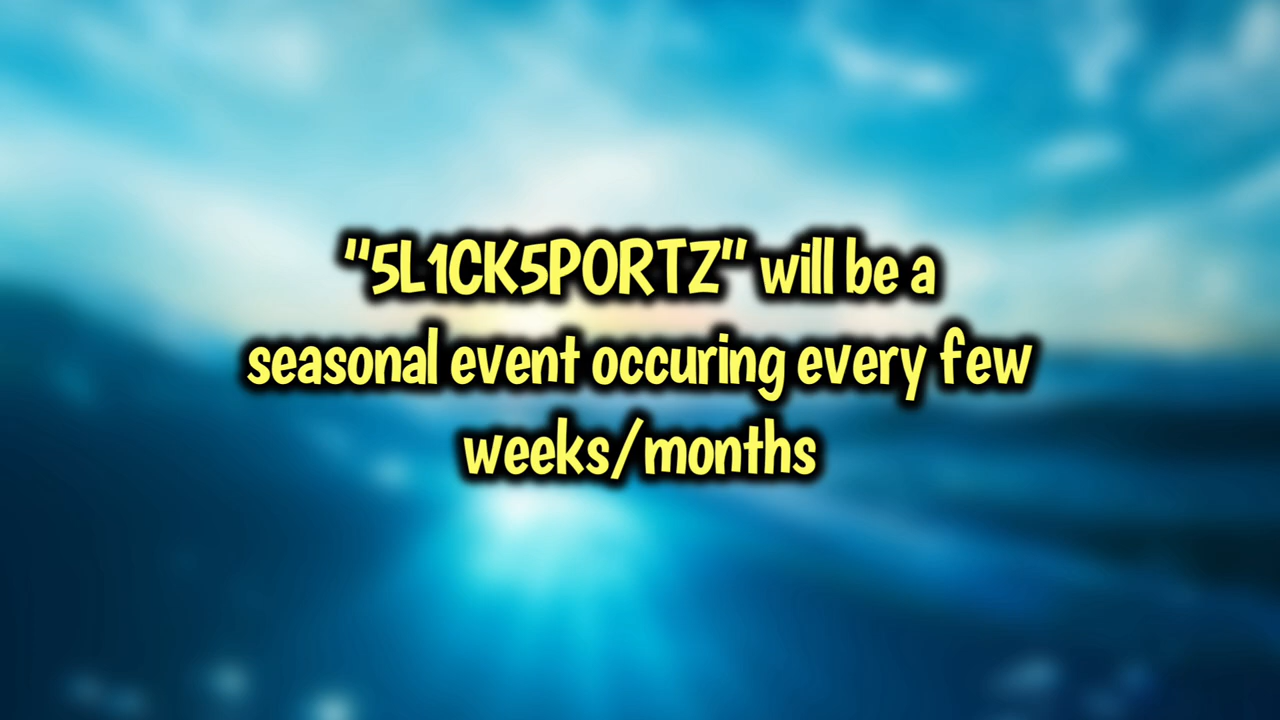 "5L1CK5PORTZ" will be a
seasonal event occuring every few
weeks/months